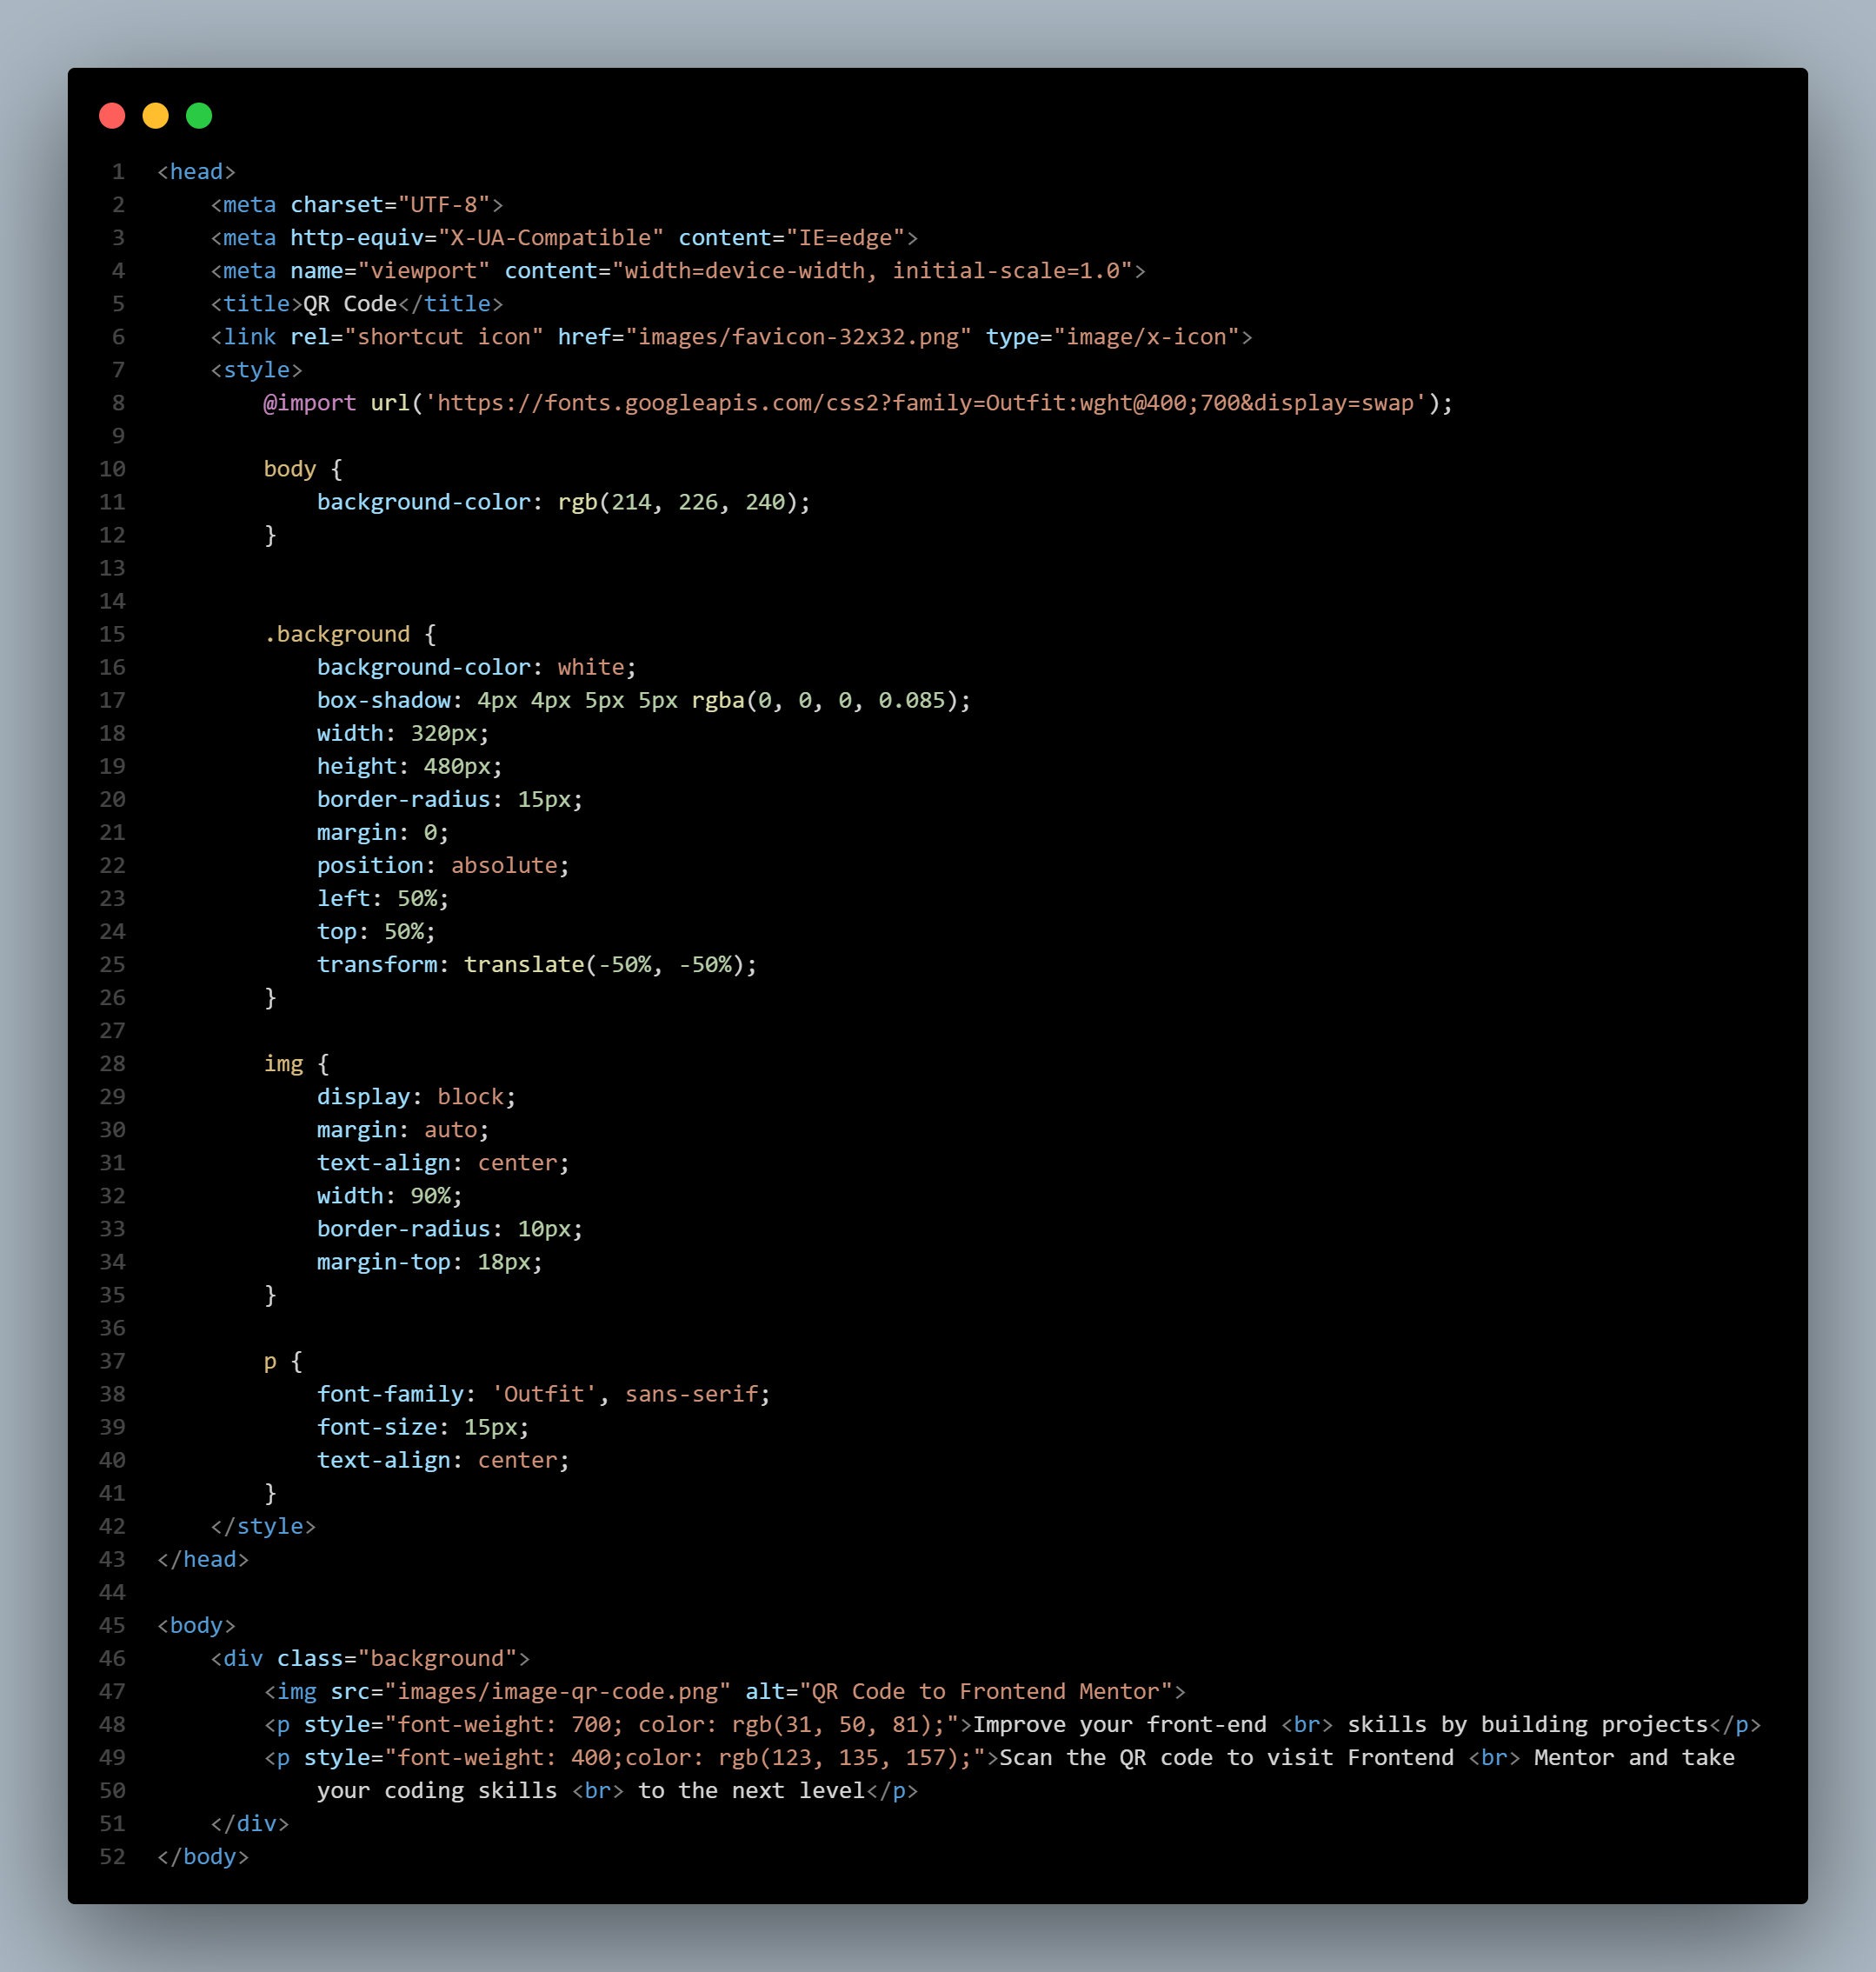 1 <head>
2     <meta charset="UTF-8">
3     <meta http-equiv="X-UA-Compatible" content="IE=edge">
4     <meta name="viewport" content="width=device-width, initial-scale=1.0">
5     <title>QR Code</title>
6     <link rel="shortcut icon" href="images/favicon-32x32.png" type="image/x-icon">
7     <style>
8         @import url('https://fonts.googleapis.com/css2?family=Outfit:wght@400;700&display=swap');
9
10         body {
11             background-color: rgb(214, 226, 240);
12         }
13
14
15         .background {
16             background-color: white;
17             box-shadow: 4px 4px 5px 5px rgba(0, 0, 0, 0.085);
18             width: 320px;
19             height: 480px;
20             border-radius: 15px;
21             margin: 0;
22             position: absolute;
23             left: 50%;
24             top: 50%;
25             transform: translate(-50%, -50%);
26         }
27
28         img {
29             display: block;
30             margin: auto;
31             text-align: center;
32             width: 90%;
33             border-radius: 10px;
34             margin-top: 18px;
35         }
36
37         p {
38             font-family: 'Outfit', sans-serif;
39             font-size: 15px;
40             text-align: center;
41         }
42     </style>
43 </head>
44
45 <body>
46     <div class="background">
47         <img src="images/image-qr-code.png" alt="QR Code to Frontend Mentor">
48         <p style="font-weight: 700; color: rgb(31, 50, 81);">Improve your front-end <br> skills by building projects</p>
49         <p style="font-weight: 400;color: rgb(123, 135, 157);">Scan the QR code to visit Frontend <br> Mentor and take
50             your coding skills <br> to the next level</p>
51     </div>
52 </body>